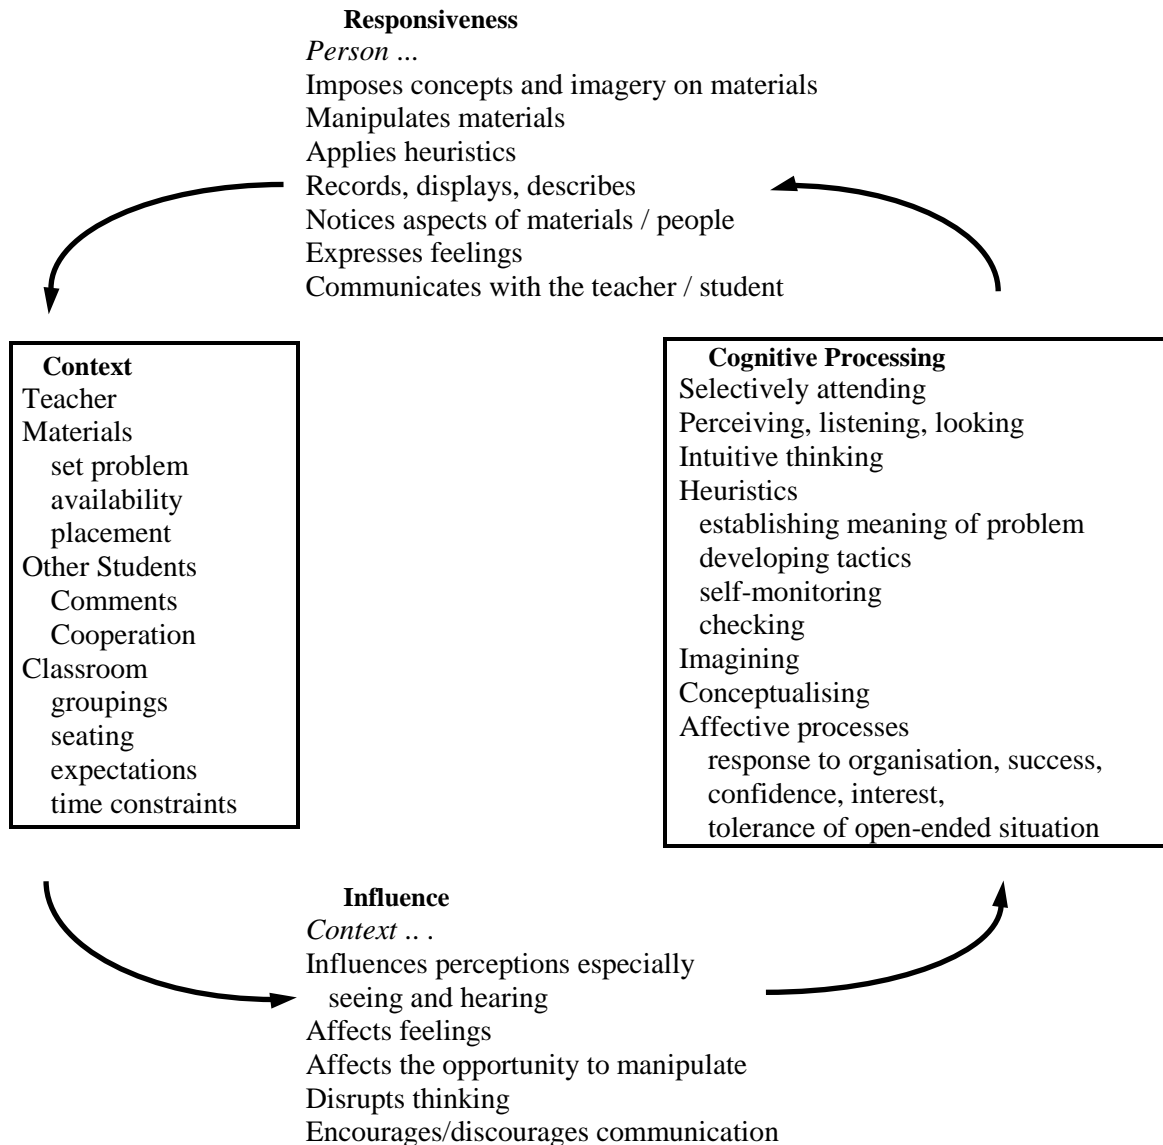 Responsiveness
Person ...
Imposes concepts and imagery on materials
Manipulates materials
Applies heuristics
Records, displays, describes
Notices aspects of materials / people
Expresses feelings
Communicates with the teacher / student
Context
Teacher
Materials
set problem
availability
placement
Other Students
Comments
Cooperation
Classroom
groupings
seating
expectations
time constraints
Cognitive Processing
Selectively attending
Perceiving, listening, looking
Intuitive thinking
Heuristics
establishing meaning of problem
developing tactics
self-monitoring
checking
Imagining
Conceptualising
Affective processes
response to organisation, success,
confidence, interest,
tolerance of open-ended situation
Influence
Context .. .
Influences perceptions especially
seeing and hearing
Affects feelings
Affects the opportunity to manipulate
Disrupts thinking
Encourages/discourages communication